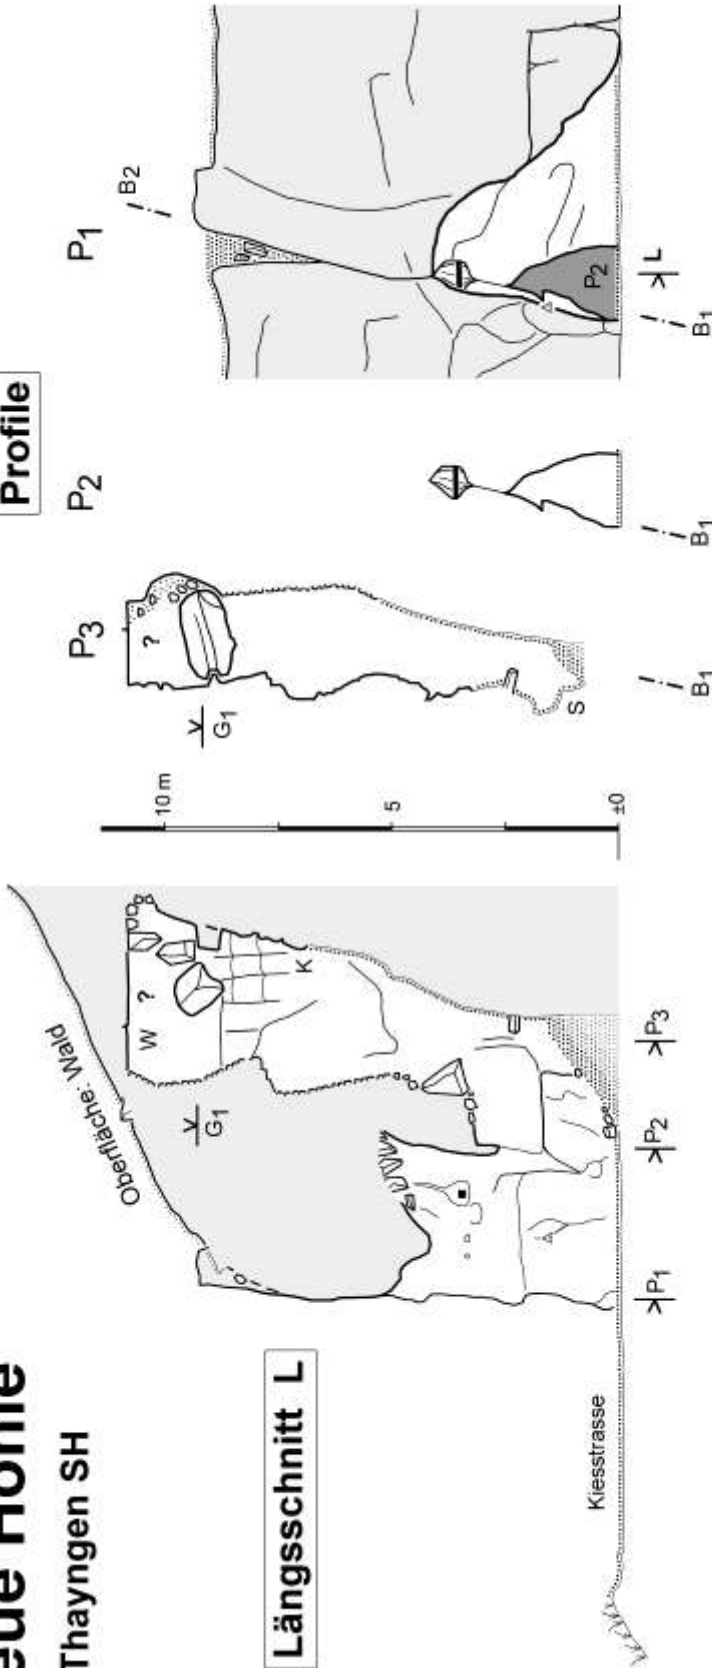 eue Höhle
Thayngen SH
Profile
Längsschnitt L
P3
P2
P1
B2
Oberfläche: Wald
W ?
K
G1
G1
?
S
10 m
5
±0
P2
Kiesstrasse
P1
P2
P3
B1
B1
B1
L